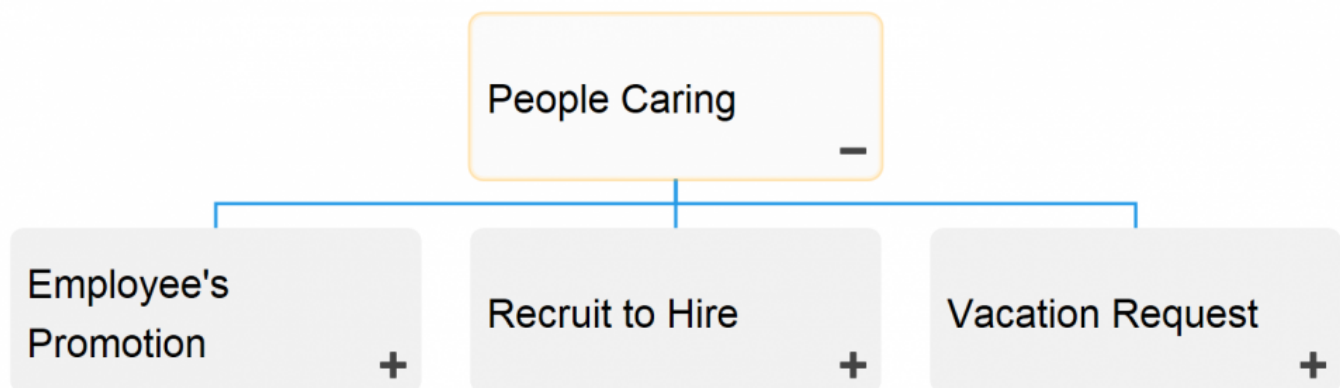 People Caring
Employee's
Promotion
Recruit to Hire
Vacation Request